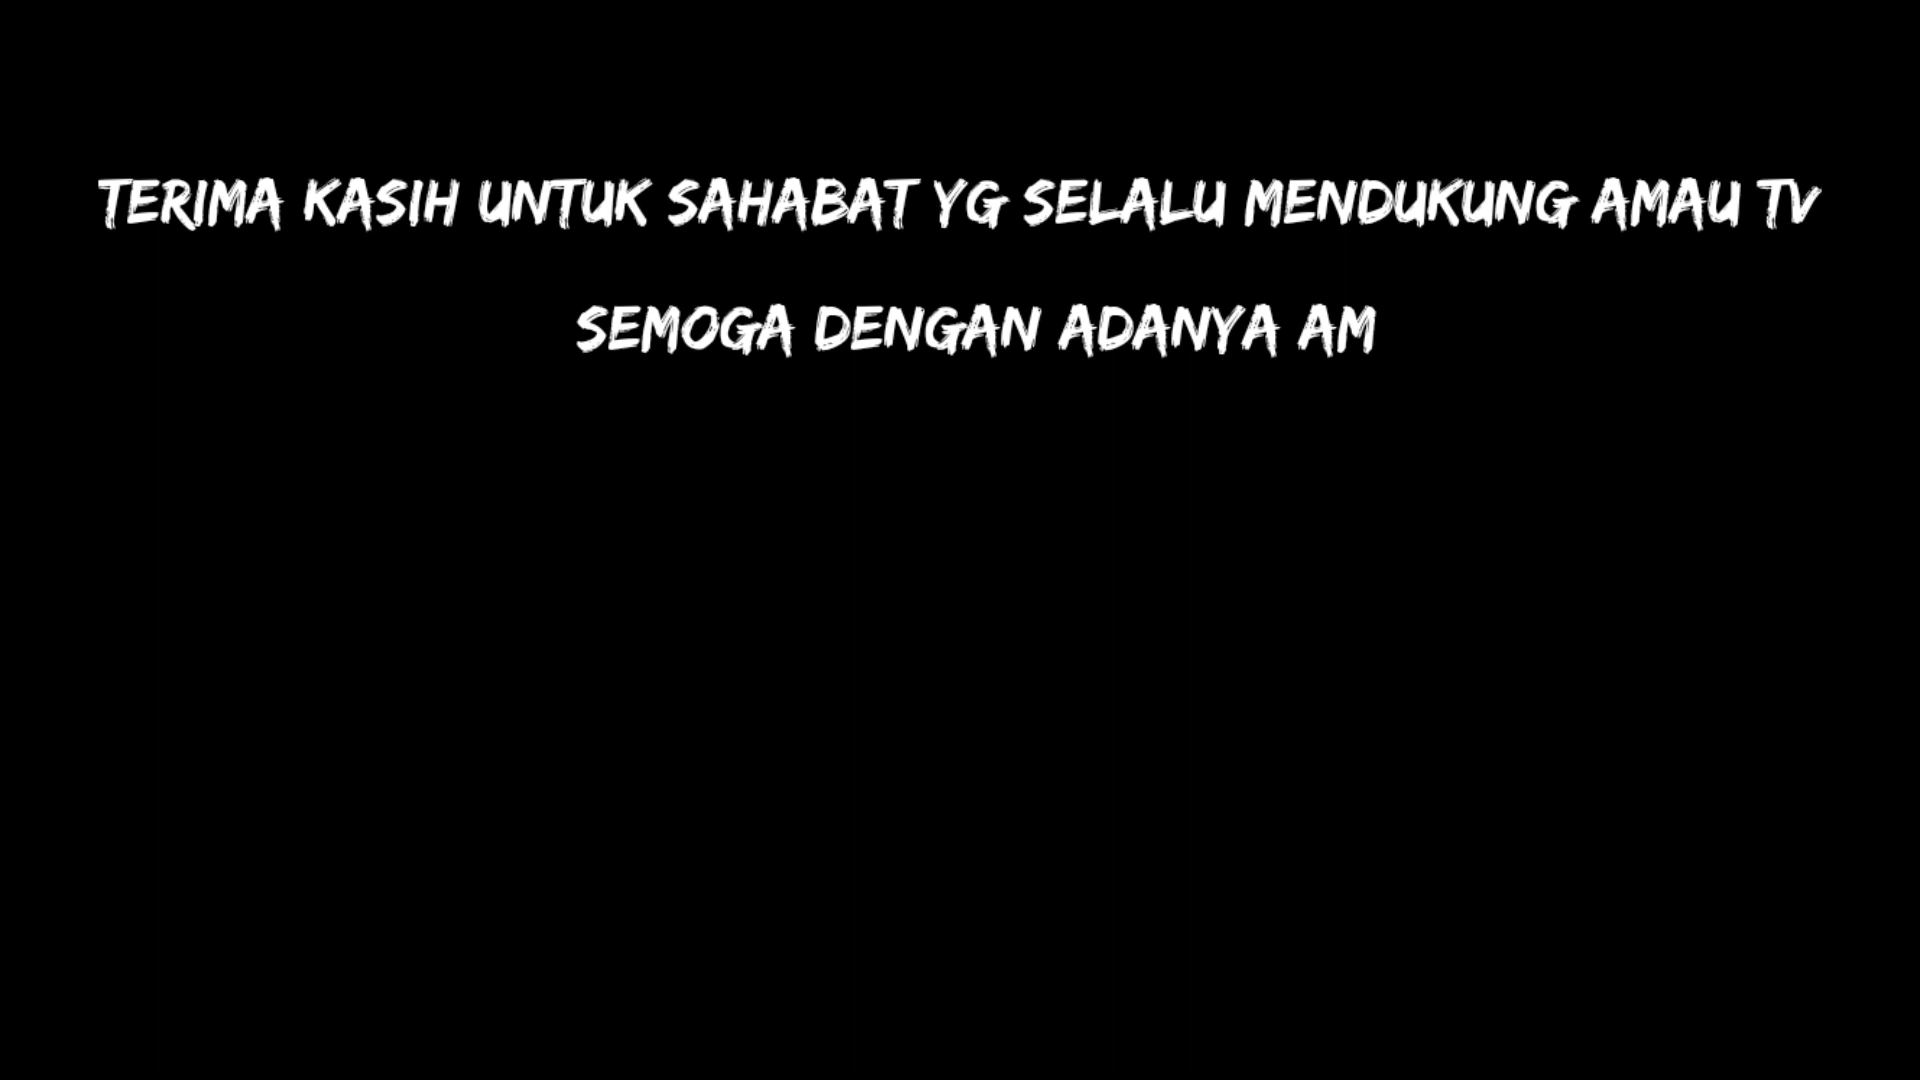 TERIMA KASIH UNTUK SAHABAT YG SELALU MENDUKUNG AMAU TV
SEMOGA DENGAN ADANYA AM